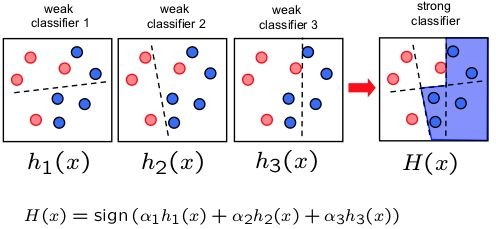 weak
classifier 1
weak
classifier 2
weak
classifier 3
strong
classifier
h₁(x)
h₂(x)
h₃(x)
H(x)
H(x) = sign (α₁h₁(x) + α₂h₂(x) + α₃h₃(x))